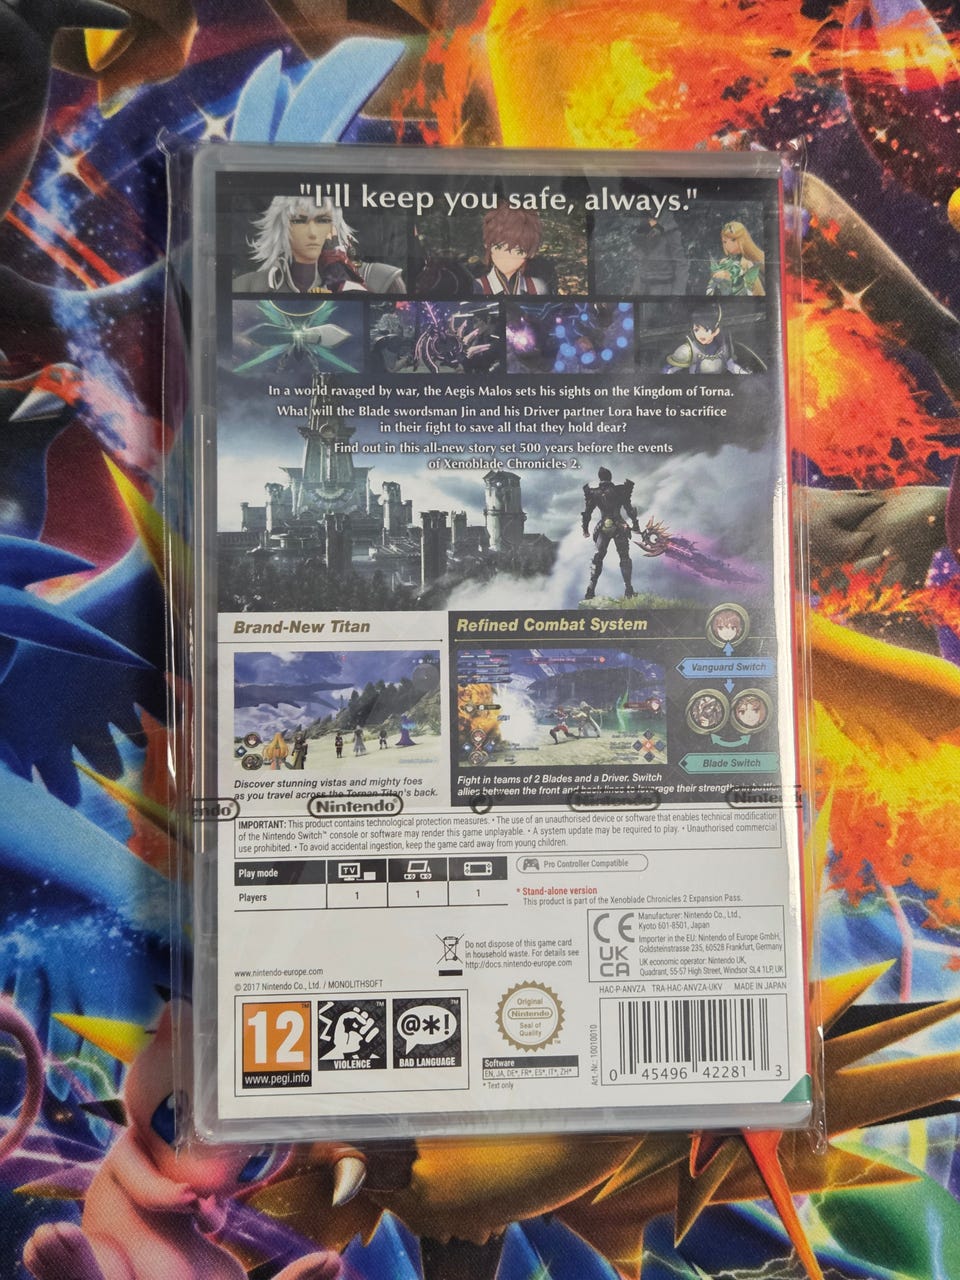 "I'll keep you safe, always."
In a world ravaged by war, the Aegis Malos sets his sights on the Kingdom of Torna.
What will the Blade swordsman Jin and his Driver partner Lora have to sacrifice
in their fight to save all that they hold dear?
Find out in this all-new story set 500 years before the events
of Xenoblade Chronicles 2.
Brand-New Titan
Discover stunning vistas and mighty foes
as you travel across the Tornan Titan's back.
Refined Combat System
Vanguard Switch
Blade Switch
Fight in teams of 2 Blades and a Driver. Switch
allies between the front and back lines to leverage their strengths in battle.
Nintendo
Nintendo
IMPORTANT: This product contains technological protection measures. • The use of an unauthorised device or software that enables technical modification
of the Nintendo Switch™ console or software may render this game unplayable. • A system update may be required to play. • Unauthorised commercial
use prohibited. • To avoid accidental ingestion, keep the game card away from young children.
Play mode TV
Players 1 1 1
Pro Controller Compatible
* Stand-alone version
This product is part of the Xenoblade Chronicles 2 Expansion Pass.
Do not dispose of this game card
in household waste. For details see
http://docs.nintendo-europe.com
CE
UK
CA
Manufacturer: Nintendo Co., Ltd.,
Kyoto 601-8501, Japan
Importer in the EU: Nintendo of Europe GmbH,
Goldsteinstrasse 235, 60528 Frankfurt, Germany
UK economic operator: Nintendo UK,
Quadrant, 55-57 High Street, Windsor SL4 1LP, UK
www.nintendo-europe.com
© 2017 Nintendo Co., Ltd. / MONOLITHSOFT
HAC-P-ANVZA TRA-HAC-ANVZA-UKV MADE IN JAPAN
12™
www.pegi.info
VIOLENCE
@*!
BAD LANGUAGE
Original
Nintendo
Seal of
Quality
Software
EN, JA, DE*, FR*, ES*, IT*, ZH*
* Text only
Art.-Nr.: 10010010
0 45496 42281 3